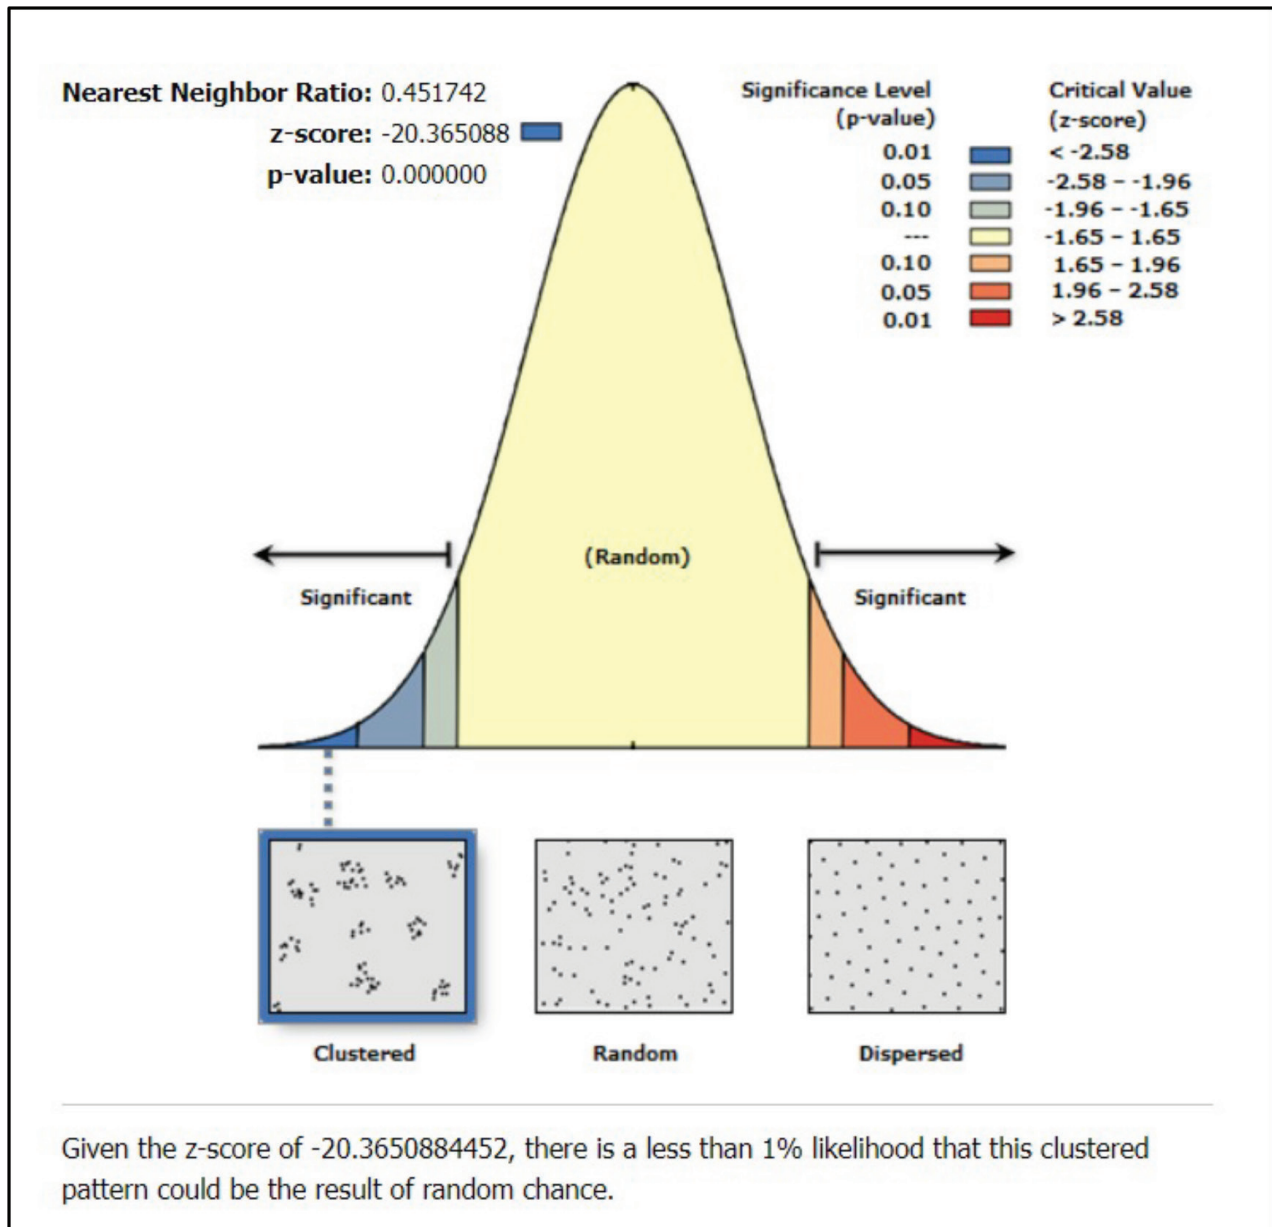 Nearest Neighbor Ratio: 0.451742
z-score: -20.365088
p-value: 0.000000
Significance Level
(p-value)
Critical Value
(z-score)
0.01 < -2.58
0.05 -2.58 – -1.96
0.10 -1.96 – -1.65
--- -1.65 – 1.65
0.10 1.65 – 1.96
0.05 1.96 – 2.58
0.01 > 2.58
(Random)
Significant
Significant
Clustered
Random
Dispersed
Given the z-score of -20.3650884452, there is a less than 1% likelihood that this clustered
pattern could be the result of random chance.